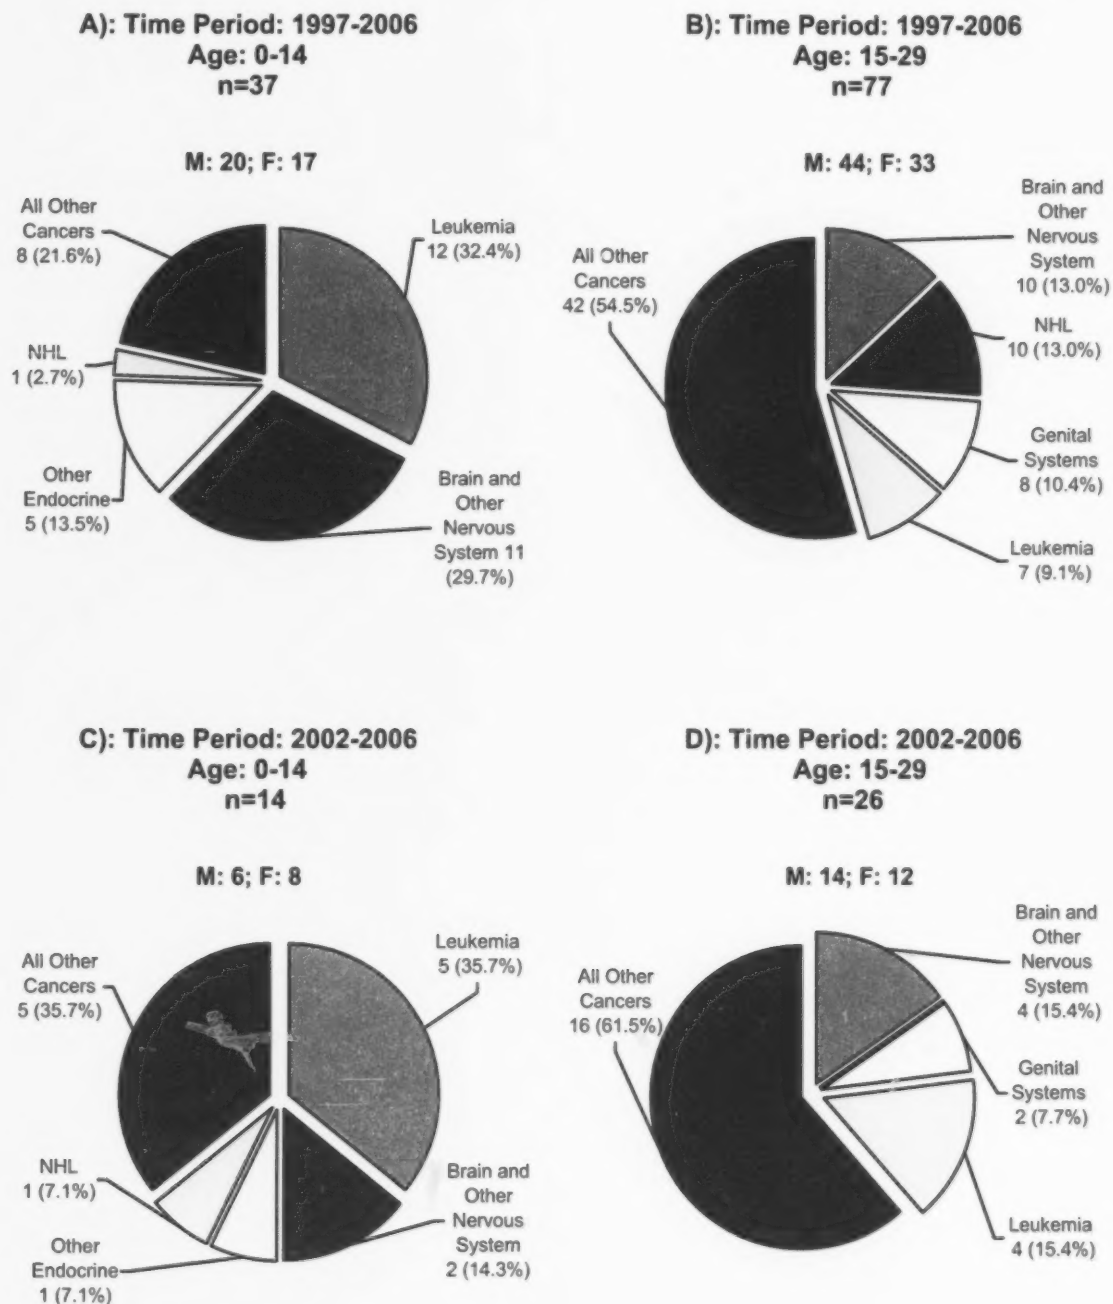 A): Time Period: 1997-2006
Age: 0-14
n=37
M: 20; F: 17
All Other
Cancers
8 (21.6%)
Leukemia
12 (32.4%)
NHL
1 (2.7%)
Other
Endocrine
5 (13.5%)
Brain and
Other
Nervous
System 11
(29.7%)
B): Time Period: 1997-2006
Age: 15-29
n=77
M: 44; F: 33
All Other
Cancers
42 (54.5%)
Brain and
Other
Nervous
System
10 (13.0%)
NHL
10 (13.0%)
Genital
Systems
8 (10.4%)
Leukemia
7 (9.1%)
C): Time Period: 2002-2006
Age: 0-14
n=14
M: 6; F: 8
All Other
Cancers
5 (35.7%)
Leukemia
5 (35.7%)
NHL
1 (7.1%)
Other
Endocrine
1 (7.1%)
Brain and
Other
Nervous
System
2 (14.3%)
D): Time Period: 2002-2006
Age: 15-29
n=26
M: 14; F: 12
All Other
Cancers
16 (61.5%)
Brain and
Other
Nervous
System
4 (15.4%)
Genital
Systems
2 (7.7%)
Leukemia
4 (15.4%)